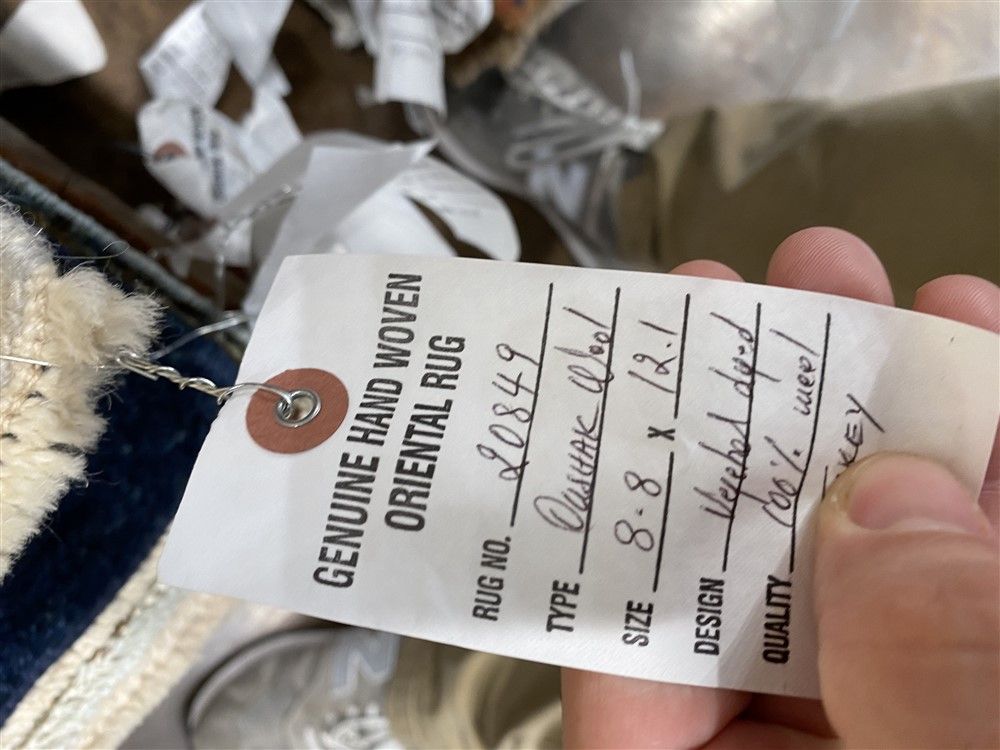 GENUINE HAND WOVEN
ORIENTAL RUG
RUG NO. 20849
TYPE OUSHAK Wool
SIZE 8.8 X 12.1
DESIGN dyed
QUALITY 100% wool
KEY